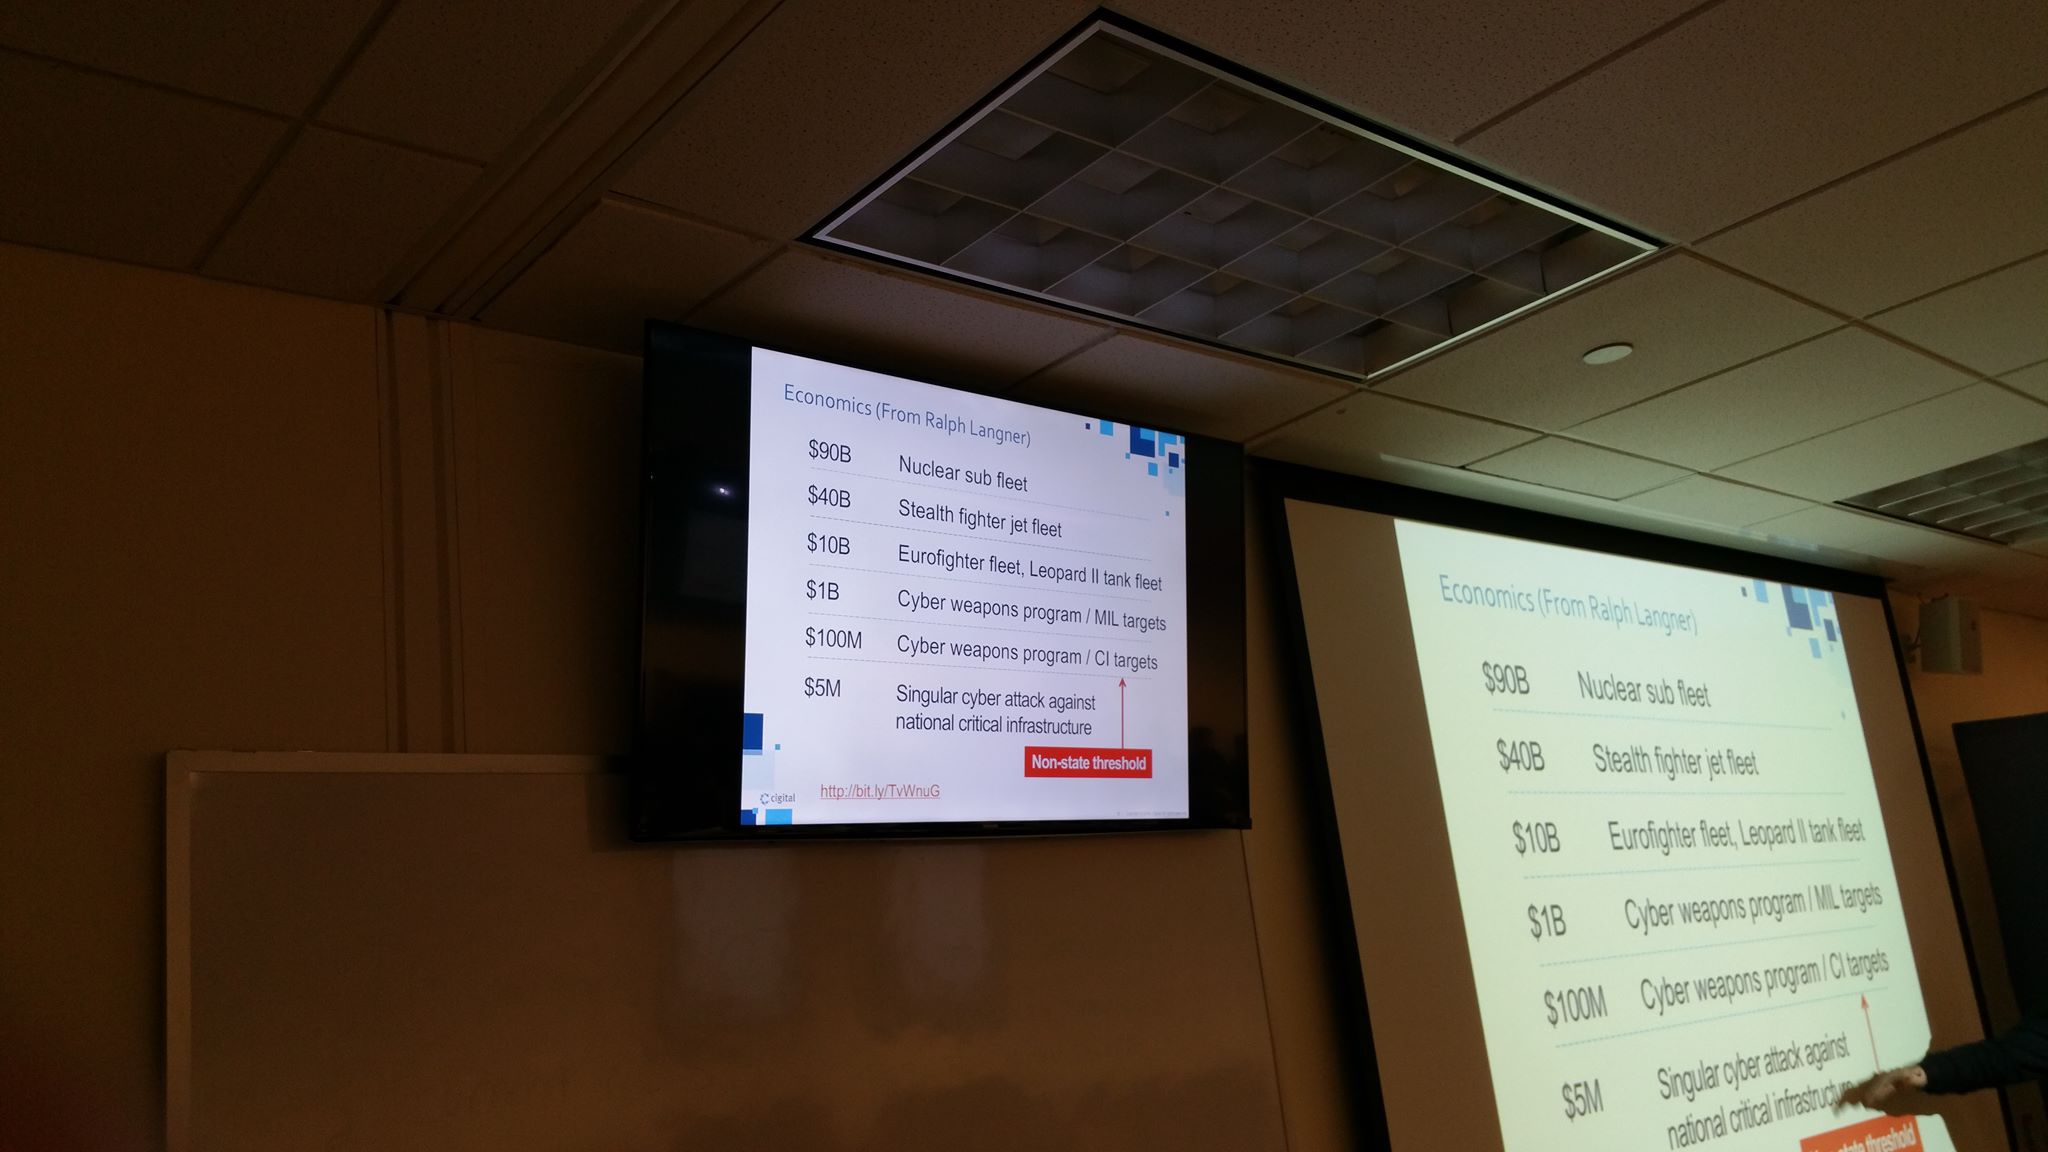 Economics (From Ralph Langner)
$90B Nuclear sub fleet
$40B Stealth fighter jet fleet
$10B Eurofighter fleet, Leopard II tank fleet
$1B Cyber weapons program / MIL targets
$100M Cyber weapons program / CI targets
$5M Singular cyber attack against
national critical infrastructure
Non-state threshold
http://bit.ly/TvWnuG
cigital
Economics (From Ralph Langner)
$90B Nuclear sub fleet
$40B Stealth fighter jet fleet
$10B Eurofighter fleet, Leopard II tank fleet
$1B Cyber weapons program / MIL targets
$100M Cyber weapons program / CI targets
$5M Singular cyber attack against
national critical infrastructure
Non-state threshold